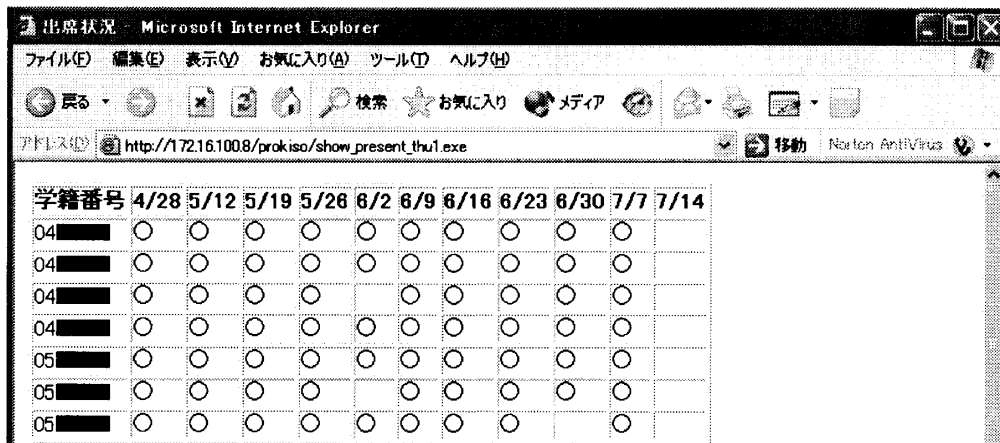 出席状況 - Microsoft Internet Explorer
ファイル(F) 編集(E) 表示(V) お気に入り(A) ツール(T) ヘルプ(H)
戻る 検索 お気に入り メディア
アドレス(D) http://172.16.100.8/prokiso/show_present_thu1.exe 移動 Norton AntiVirus
学籍番号 4/28 5/12 5/19 5/26 6/2 6/9 6/16 6/23 6/30 7/7 7/14
04 ○ ○ ○ ○ ○ ○ ○ ○ ○ ○
04 ○ ○ ○ ○ ○ ○ ○ ○ ○ ○
04 ○ ○ ○ ○ ○ ○ ○ ○ ○
04 ○ ○ ○ ○ ○ ○ ○ ○ ○ ○
05 ○ ○ ○ ○ ○ ○ ○ ○ ○ ○
05 ○ ○ ○ ○ ○ ○ ○ ○ ○
05 ○ ○ ○ ○ ○ ○ ○ ○ ○